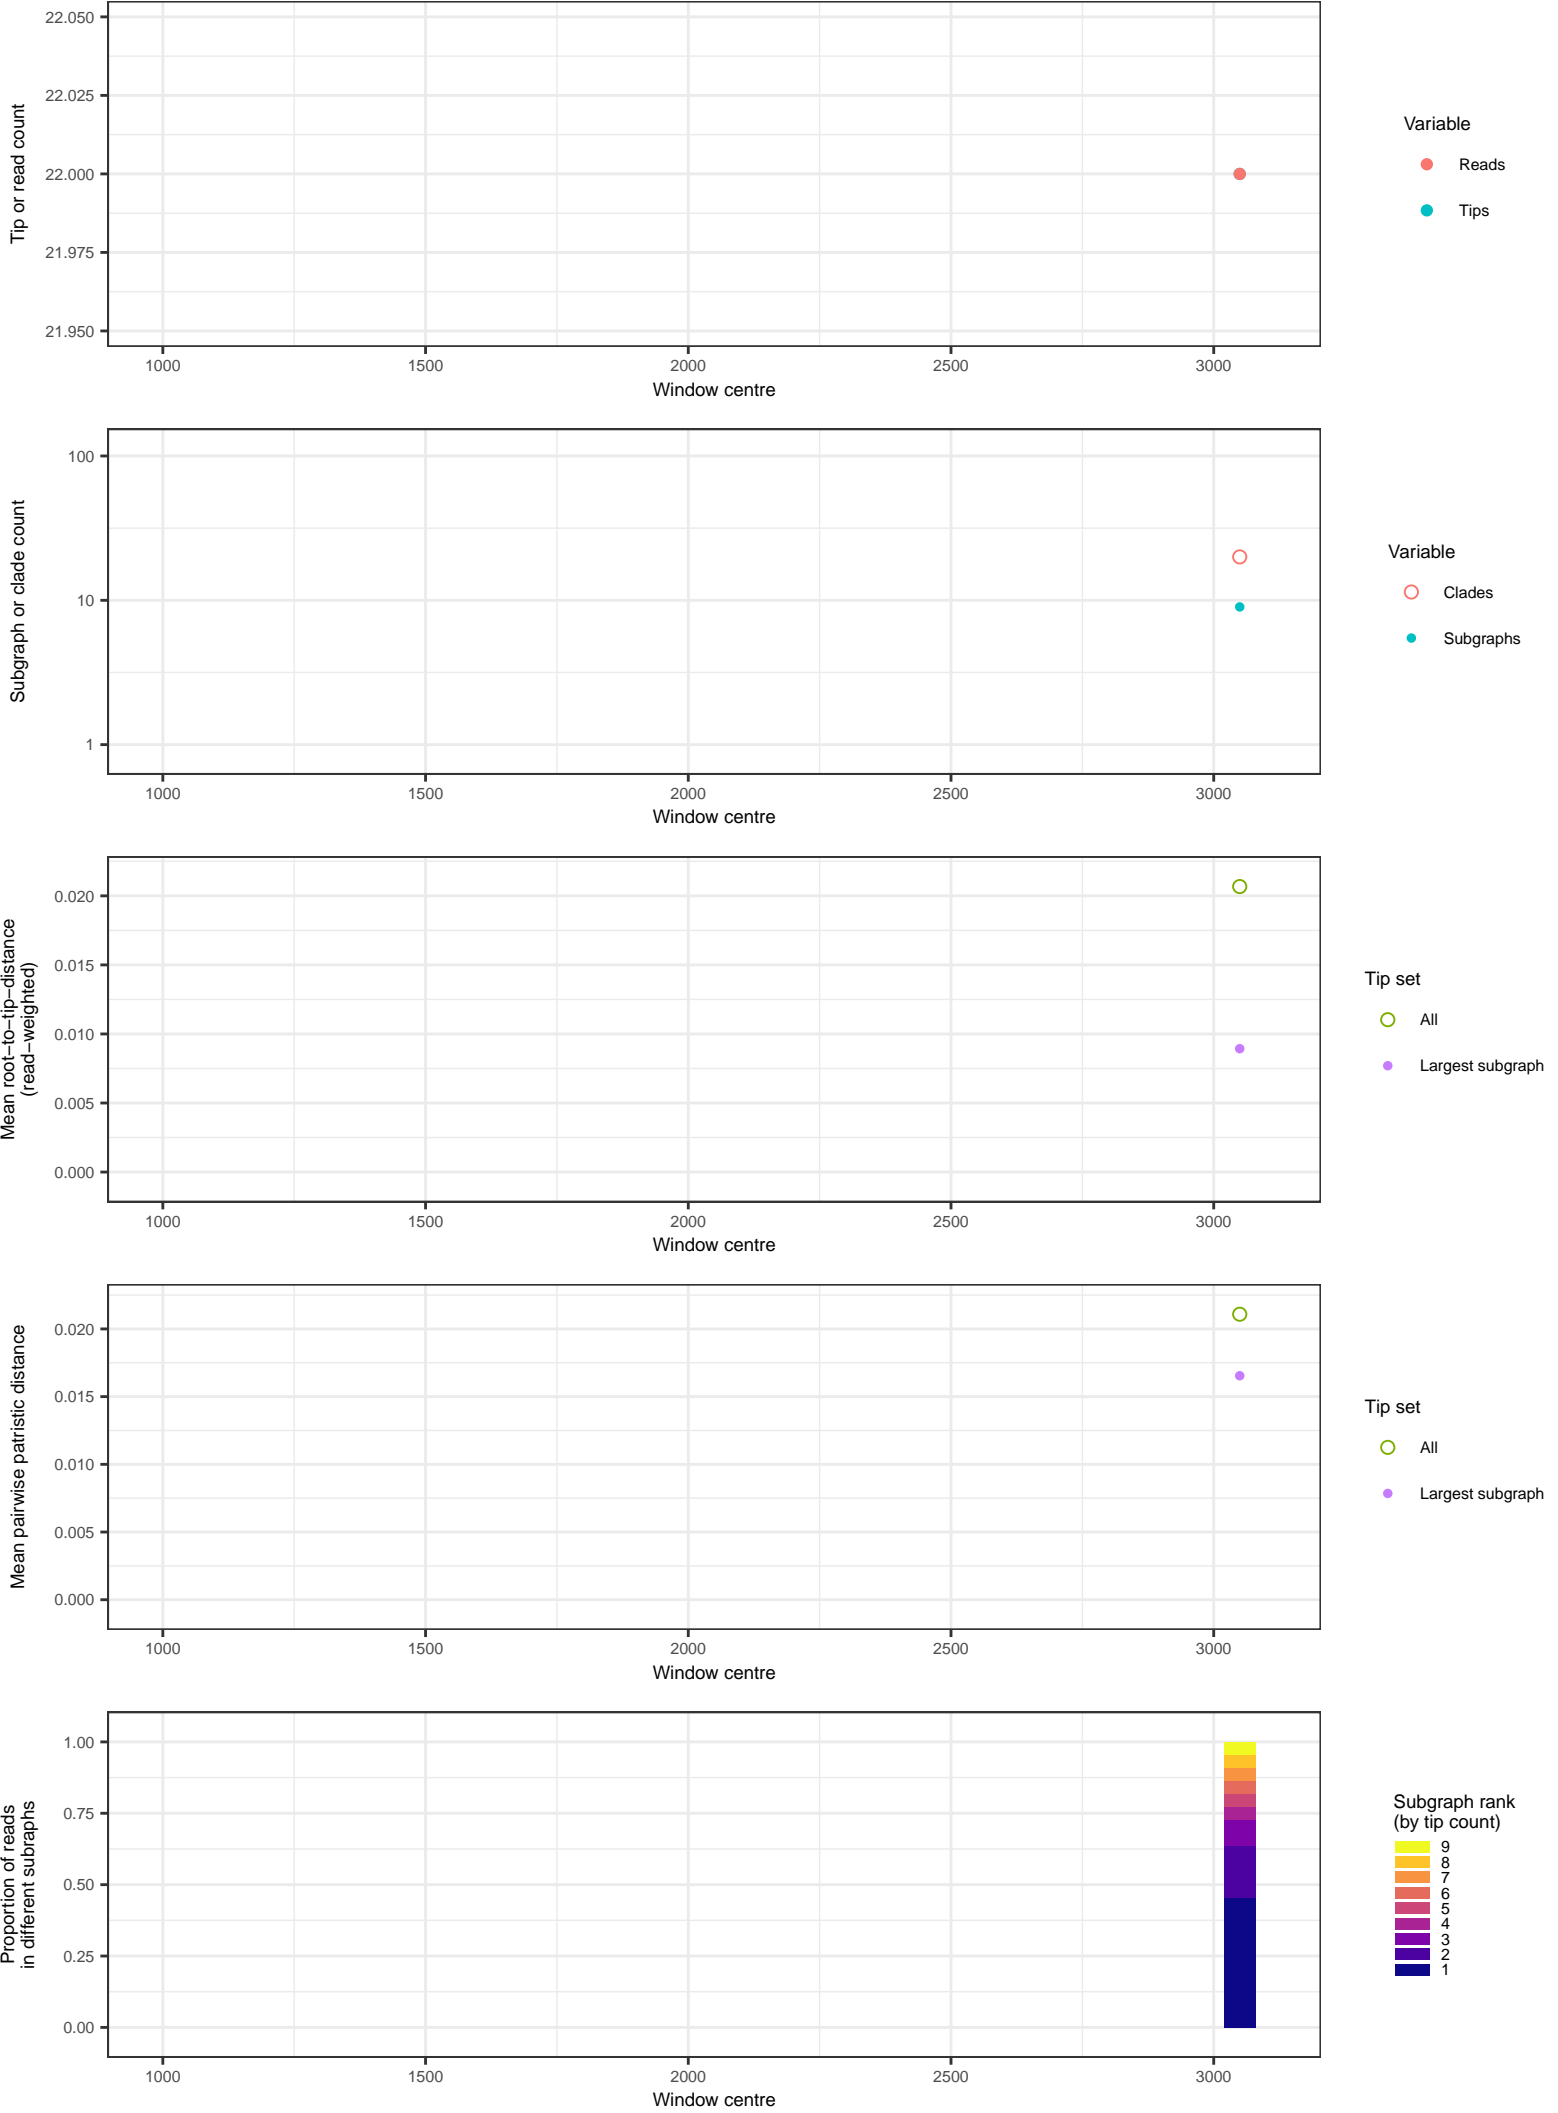 22.050
22.025
22.000
21.975
21.950
Tip or read count
1000 1500 2000 2500 3000
Window centre
Variable
Reads
Tips
100
10
1
Subgraph or clade count
1000 1500 2000 2500 3000
Window centre
Variable
Clades
Subgraphs
0.020
0.015
0.010
0.005
0.000
Mean root−to−tip−distance
(read−weighted)
1000 1500 2000 2500 3000
Window centre
Tip set
All
Largest subgraph
0.020
0.015
0.010
0.005
0.000
Mean pairwise patristic distance
1000 1500 2000 2500 3000
Window centre
Tip set
All
Largest subgraph
1.00
0.75
0.50
0.25
0.00
Proportion of reads
in different subraphs
1000 1500 2000 2500 3000
Window centre
Subgraph rank
(by tip count)
9
8
7
6
5
4
3
2
1